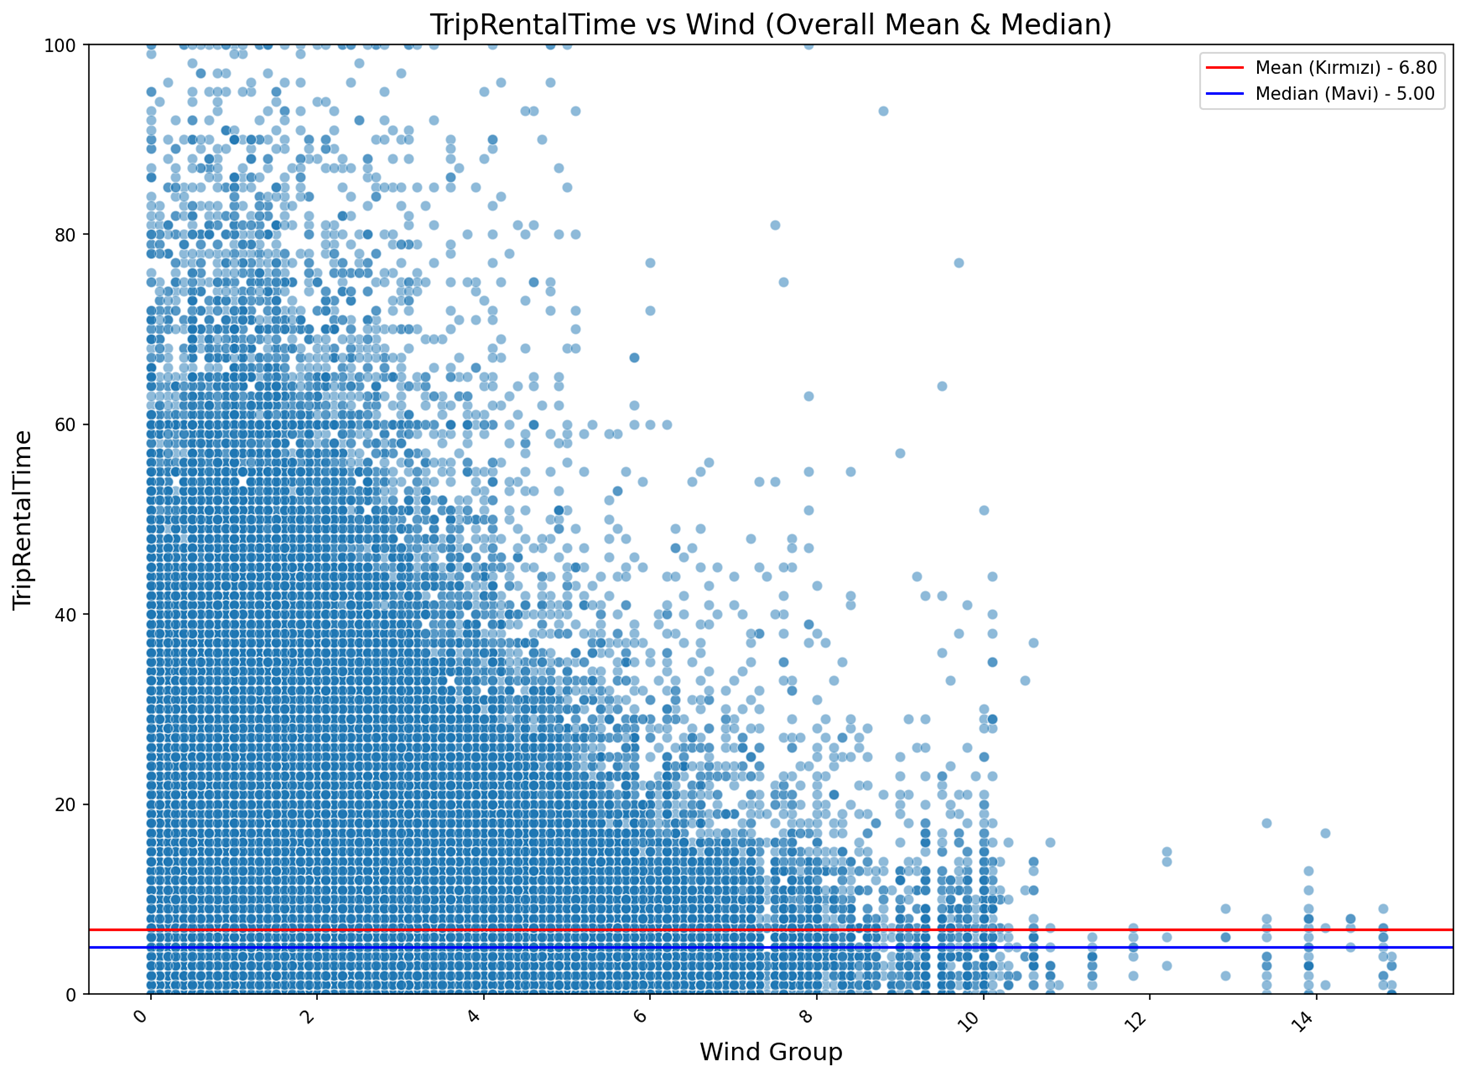 TripRentalTime vs Wind (Overall Mean & Median)
Mean (Kırmızı) - 6.80
Median (Mavi) - 5.00
TripRentalTime
100
80
60
40
20
0
0 2 4 6 8 10 12 14
Wind Group